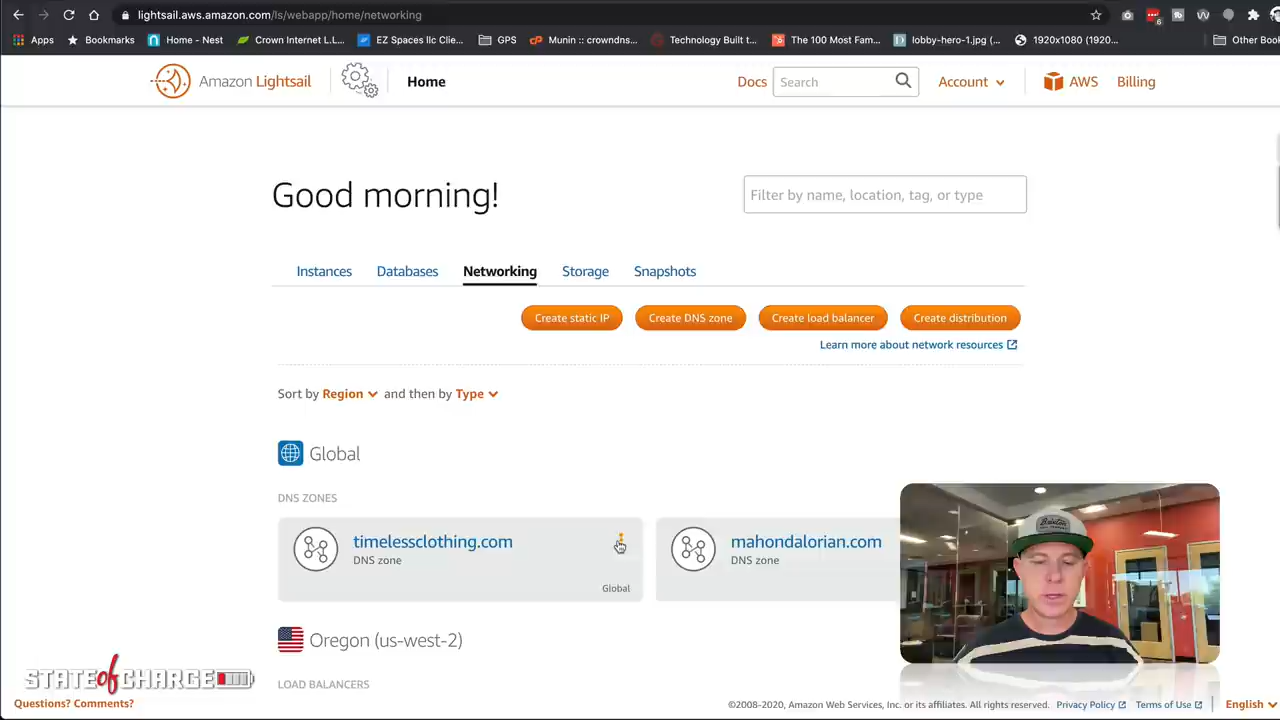 lightsail.aws.amazon.com/ls/webapp/home/networking
Apps Bookmarks Home - Nest Crown Internet L.L... EZ Spaces llc Clie... GPS Munin :: crowndns... Technology Built t... The 100 Most Fam... lobby-hero-1.jpg (... 1920x1080 (1920... Other Book
Amazon Lightsail Home Docs Search Account AWS Billing
Good morning! Filter by name, location, tag, or type
Instances Databases Networking Storage Snapshots
Create static IP Create DNS zone Create load balancer Create distribution
Learn more about network resources
Sort by Region and then by Type
Global
DNS ZONES
timelessclothing.com mahondalorian.com
DNS zone DNS zone
Global
Oregon (us-west-2)
STATE of CHARGE
LOAD BALANCERS
Questions? Comments? ©2008-2020, Amazon Web Services, Inc. or its affiliates. All rights reserved. Privacy Policy Terms of Use English